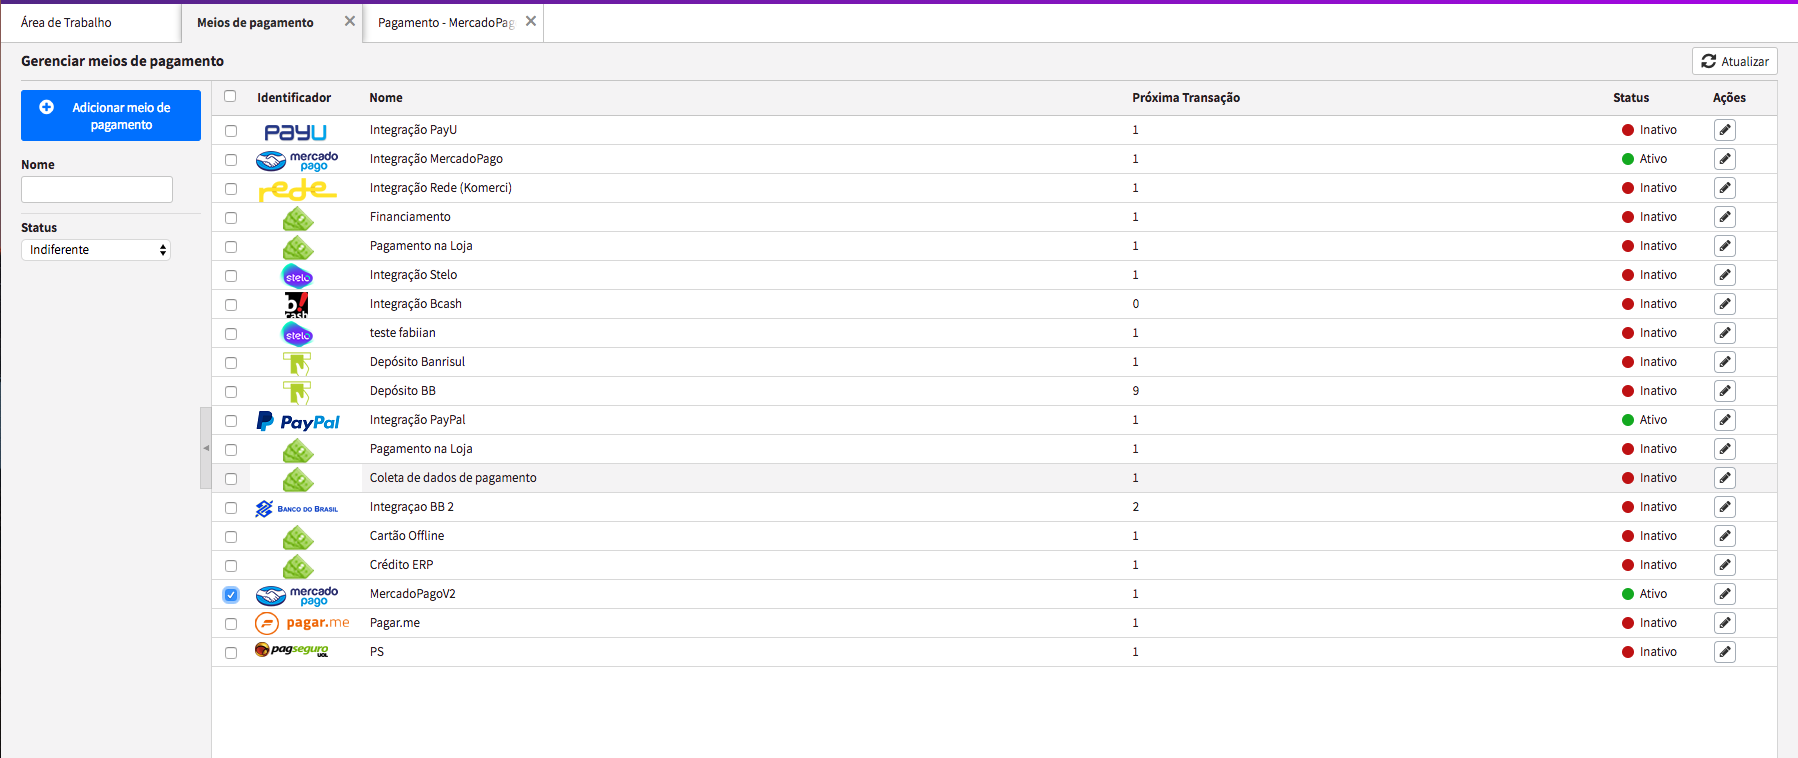 Área de Trabalho
Meios de pagamento
Pagamento - MercadoPag
Gerenciar meios de pagamento
Atualizar
Adicionar meio de
pagamento
Nome
Status
Indiferente
Identificador Nome Próxima Transação Status Ações
PayU Integração PayU 1 Inativo
mercado pago Integração MercadoPago 1 Ativo
rede Integração Rede (Komerci) 1 Inativo
Financiamento 1 Inativo
Pagamento na Loja 1 Inativo
stelo Integração Stelo 1 Inativo
b! cash Integração Bcash 0 Inativo
stelo teste fabiian 1 Inativo
Depósito Banrisul 1 Inativo
Depósito BB 9 Inativo
PayPal Integração PayPal 1 Ativo
Pagamento na Loja 1 Inativo
Coleta de dados de pagamento 1 Inativo
BANCO DO BRASIL Integraçao BB 2 2 Inativo
Cartão Offline 1 Inativo
Crédito ERP 1 Inativo
mercado pago MercadoPagoV2 1 Ativo
pagar.me Pagar.me 1 Inativo
pagseguro UOL PS 1 Inativo